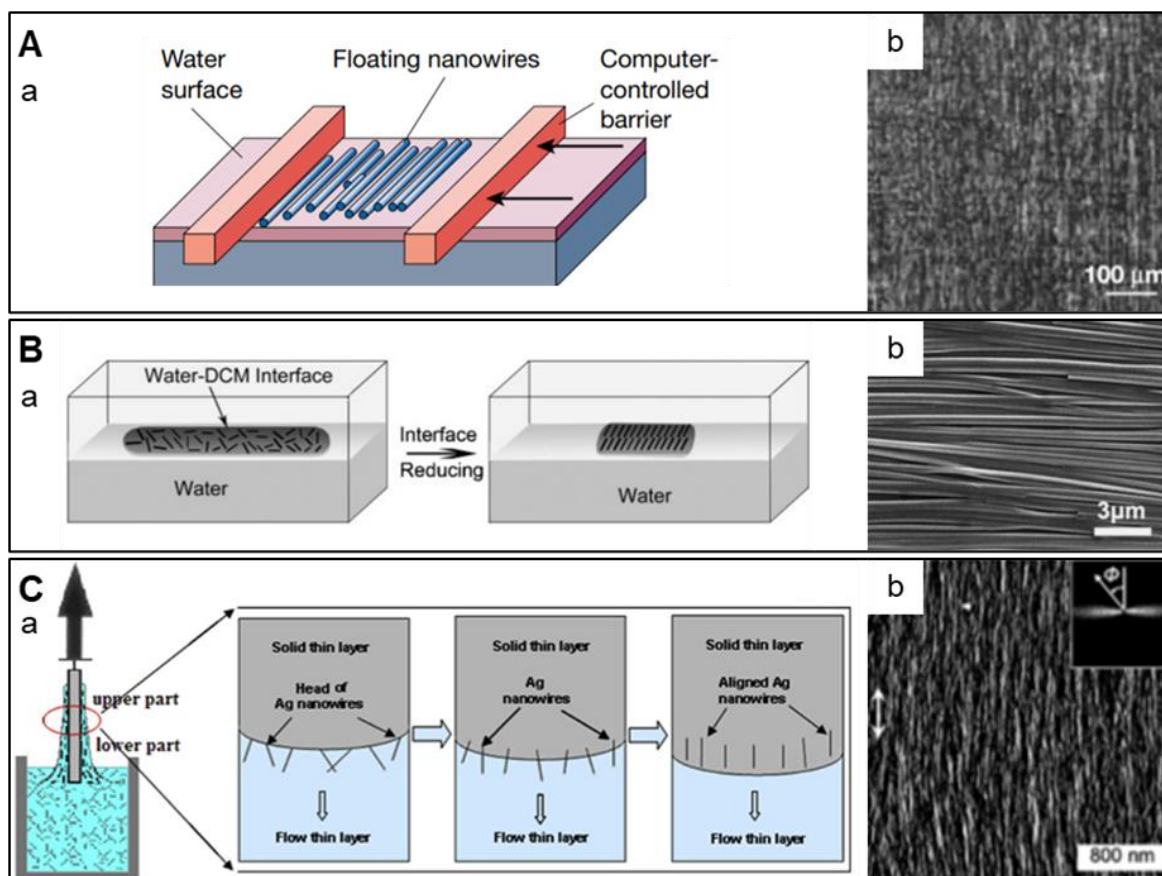 A
a
Water
surface
Floating nanowires
Computer-
controlled
barrier
b
100 μm
B
a
Water-DCM Interface
Water
Interface
Reducing
Water
b
3μm
C
a
upper part
lower part
Solid thin layer
Head of
Ag nanowires
Flow thin layer
Solid thin layer
Ag
nanowires
Flow thin layer
Solid thin layer
Aligned Ag
nanowires
Flow thin layer
b
Φ
800 nm